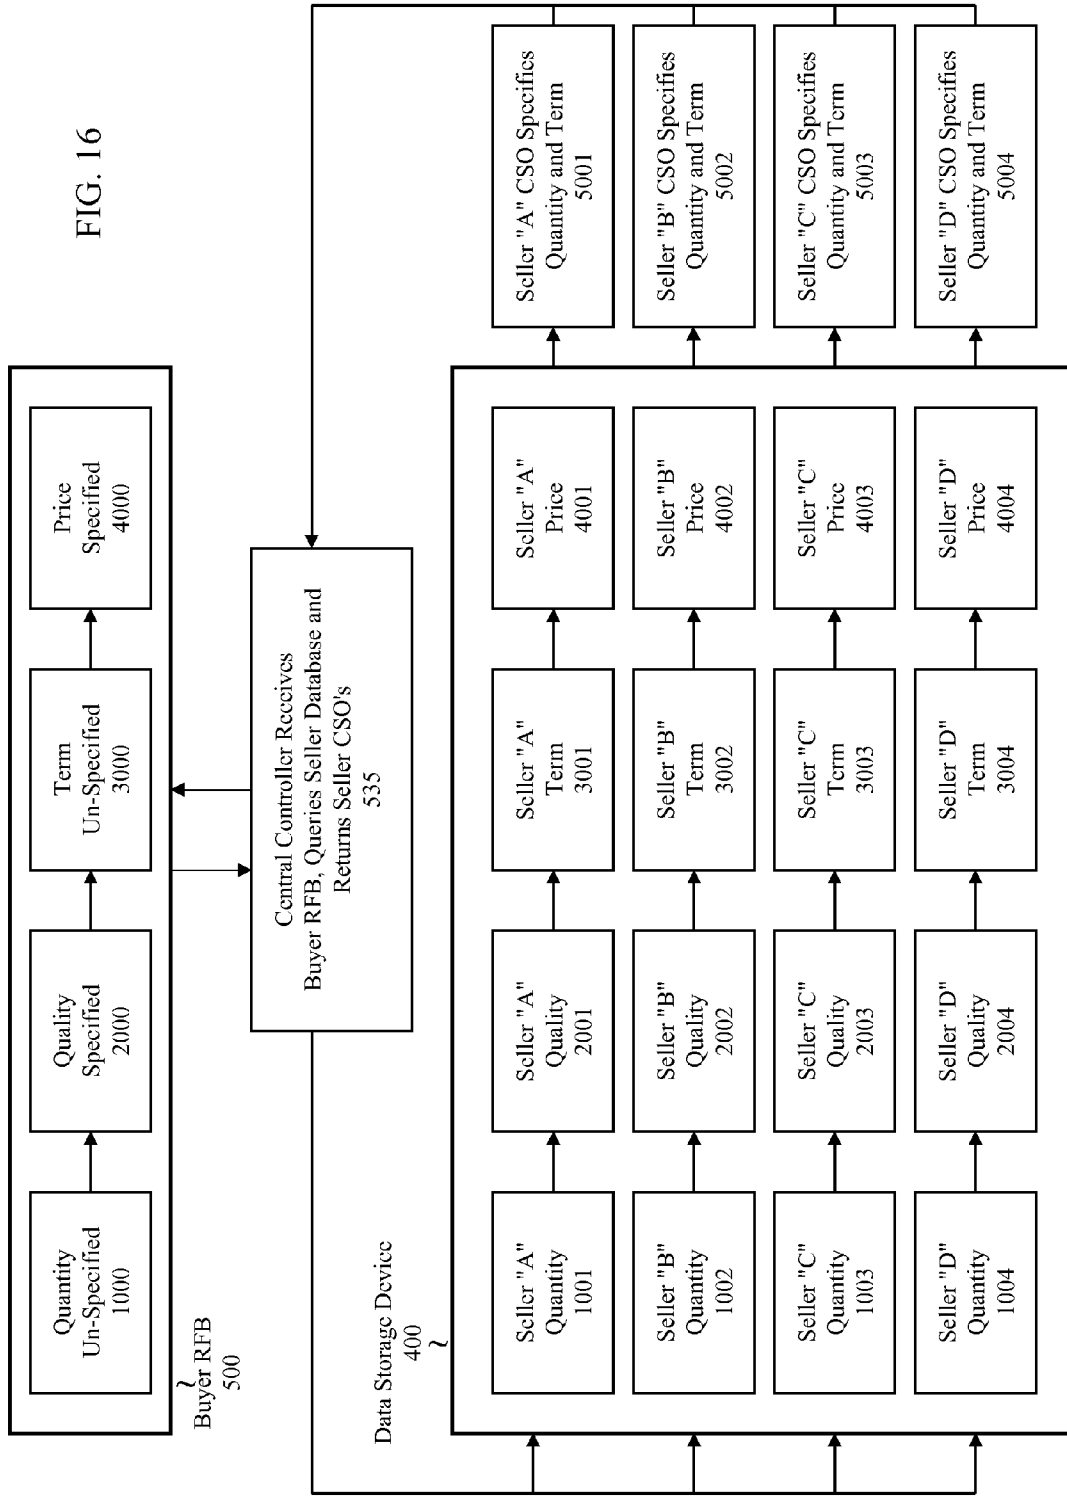 FIG. 16
Quantity
Un-Specified
1000
Quality
Specified
2000
Term
Un-Specified
3000
Price
Specified
4000
Buyer RFB
500
Central Controller Receives
Buyer RFB, Queries Seller Database and
Returns Seller CSO's
535
Data Storage Device
400
Seller "A"
Quantity
1001
Seller "A"
Quality
2001
Seller "A"
Term
3001
Seller "A"
Price
4001
Seller "A" CSO Specifies
Quantity and Term
5001
Seller "B"
Quantity
1002
Seller "B"
Quality
2002
Seller "B"
Term
3002
Seller "B"
Price
4002
Seller "B" CSO Specifies
Quantity and Term
5002
Seller "C"
Quantity
1003
Seller "C"
Quality
2003
Seller "C"
Term
3003
Seller "C"
Price
4003
Seller "C" CSO Specifies
Quantity and Term
5003
Seller "D"
Quantity
1004
Seller "D"
Quality
2004
Seller "D"
Term
3004
Seller "D"
Price
4004
Seller "D" CSO Specifies
Quantity and Term
5004